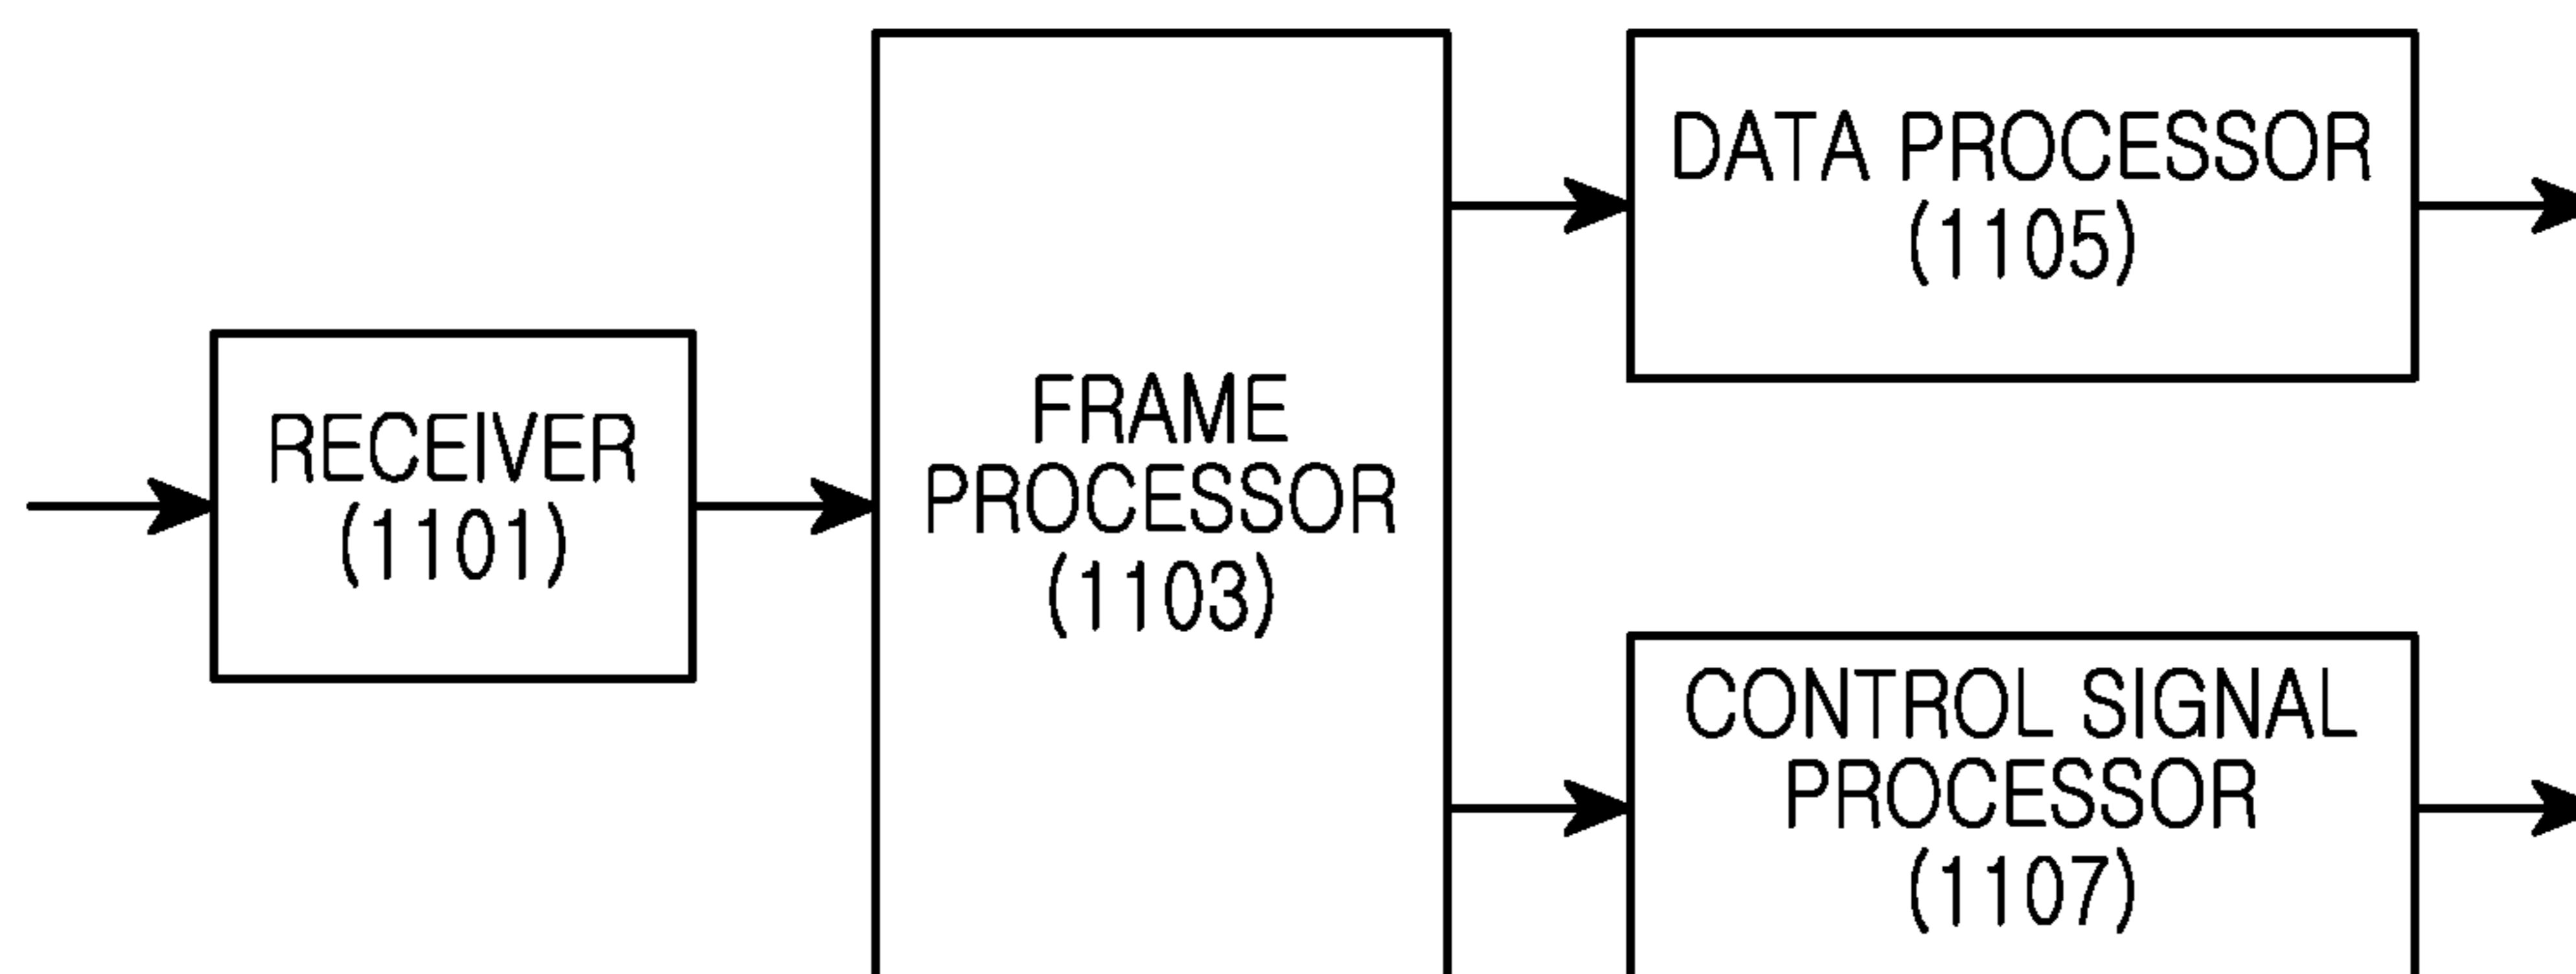 RECEIVER
(1101)
FRAME
PROCESSOR
(1103)
DATA PROCESSOR
(1105)
CONTROL SIGNAL
PROCESSOR
(1107)